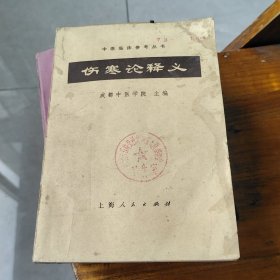 中医临床参考丛书
伤寒论释义
成都中医学院 主编
上海人民出版社